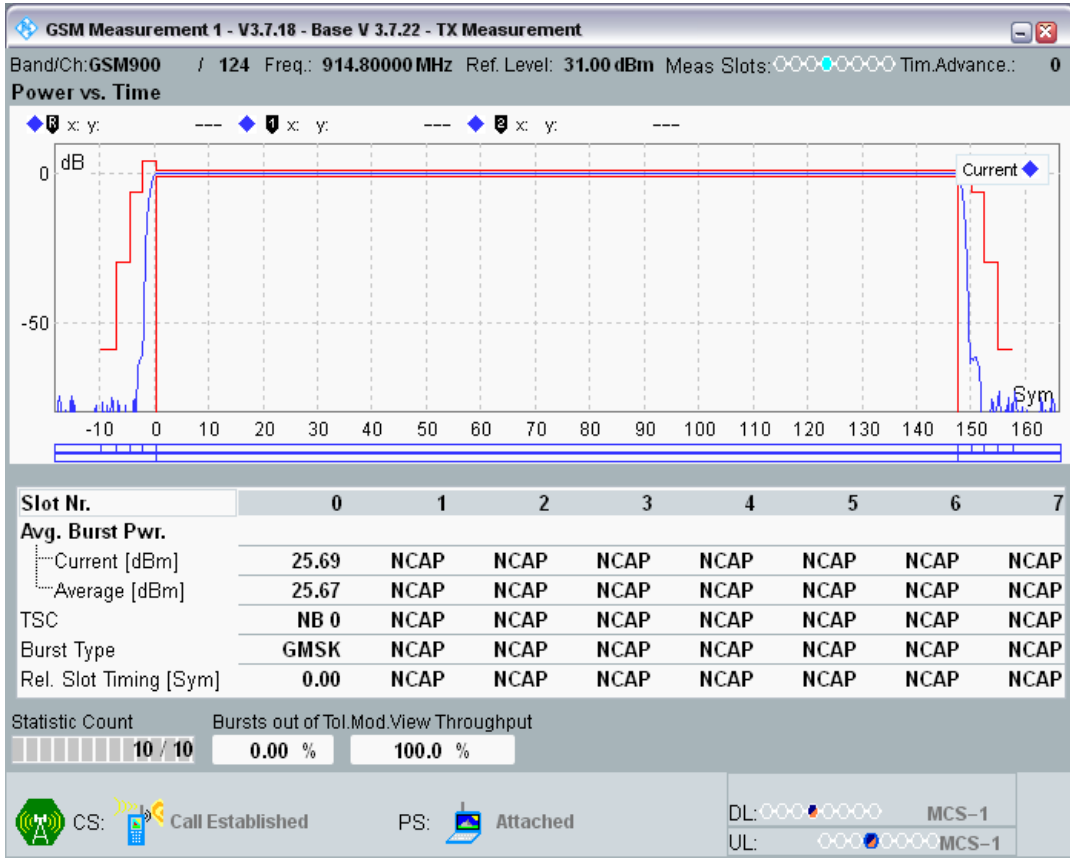 GSM Measurement 1 - V3.7.18 - Base V 3.7.22 - TX Measurement
Band/Ch:GSM900 / 124 Freq.: 914.80000 MHz Ref. Level: 31.00 dBm Meas Slots: Tim.Advance.: 0
Power vs. Time
R x: y: --- 1 x: y: --- 2 x: y: ---
dB
Current
0
-50
Sym
-10 0 10 20 30 40 50 60 70 80 90 100 110 120 130 140 150 160
Slot Nr. 0 1 2 3 4 5 6 7
Avg. Burst Pwr.
Current [dBm] 25.69 NCAP NCAP NCAP NCAP NCAP NCAP NCAP
Average [dBm] 25.67 NCAP NCAP NCAP NCAP NCAP NCAP NCAP
TSC NB 0 NCAP NCAP NCAP NCAP NCAP NCAP NCAP
Burst Type GMSK NCAP NCAP NCAP NCAP NCAP NCAP NCAP
Rel. Slot Timing [Sym] 0.00 NCAP NCAP NCAP NCAP NCAP NCAP NCAP
Statistic Count Bursts out of Tol.Mod.View Throughput
10 / 10 0.00 % 100.0 %
CS: Call Established PS: Attached
DL: MCS-1
UL: MCS-1